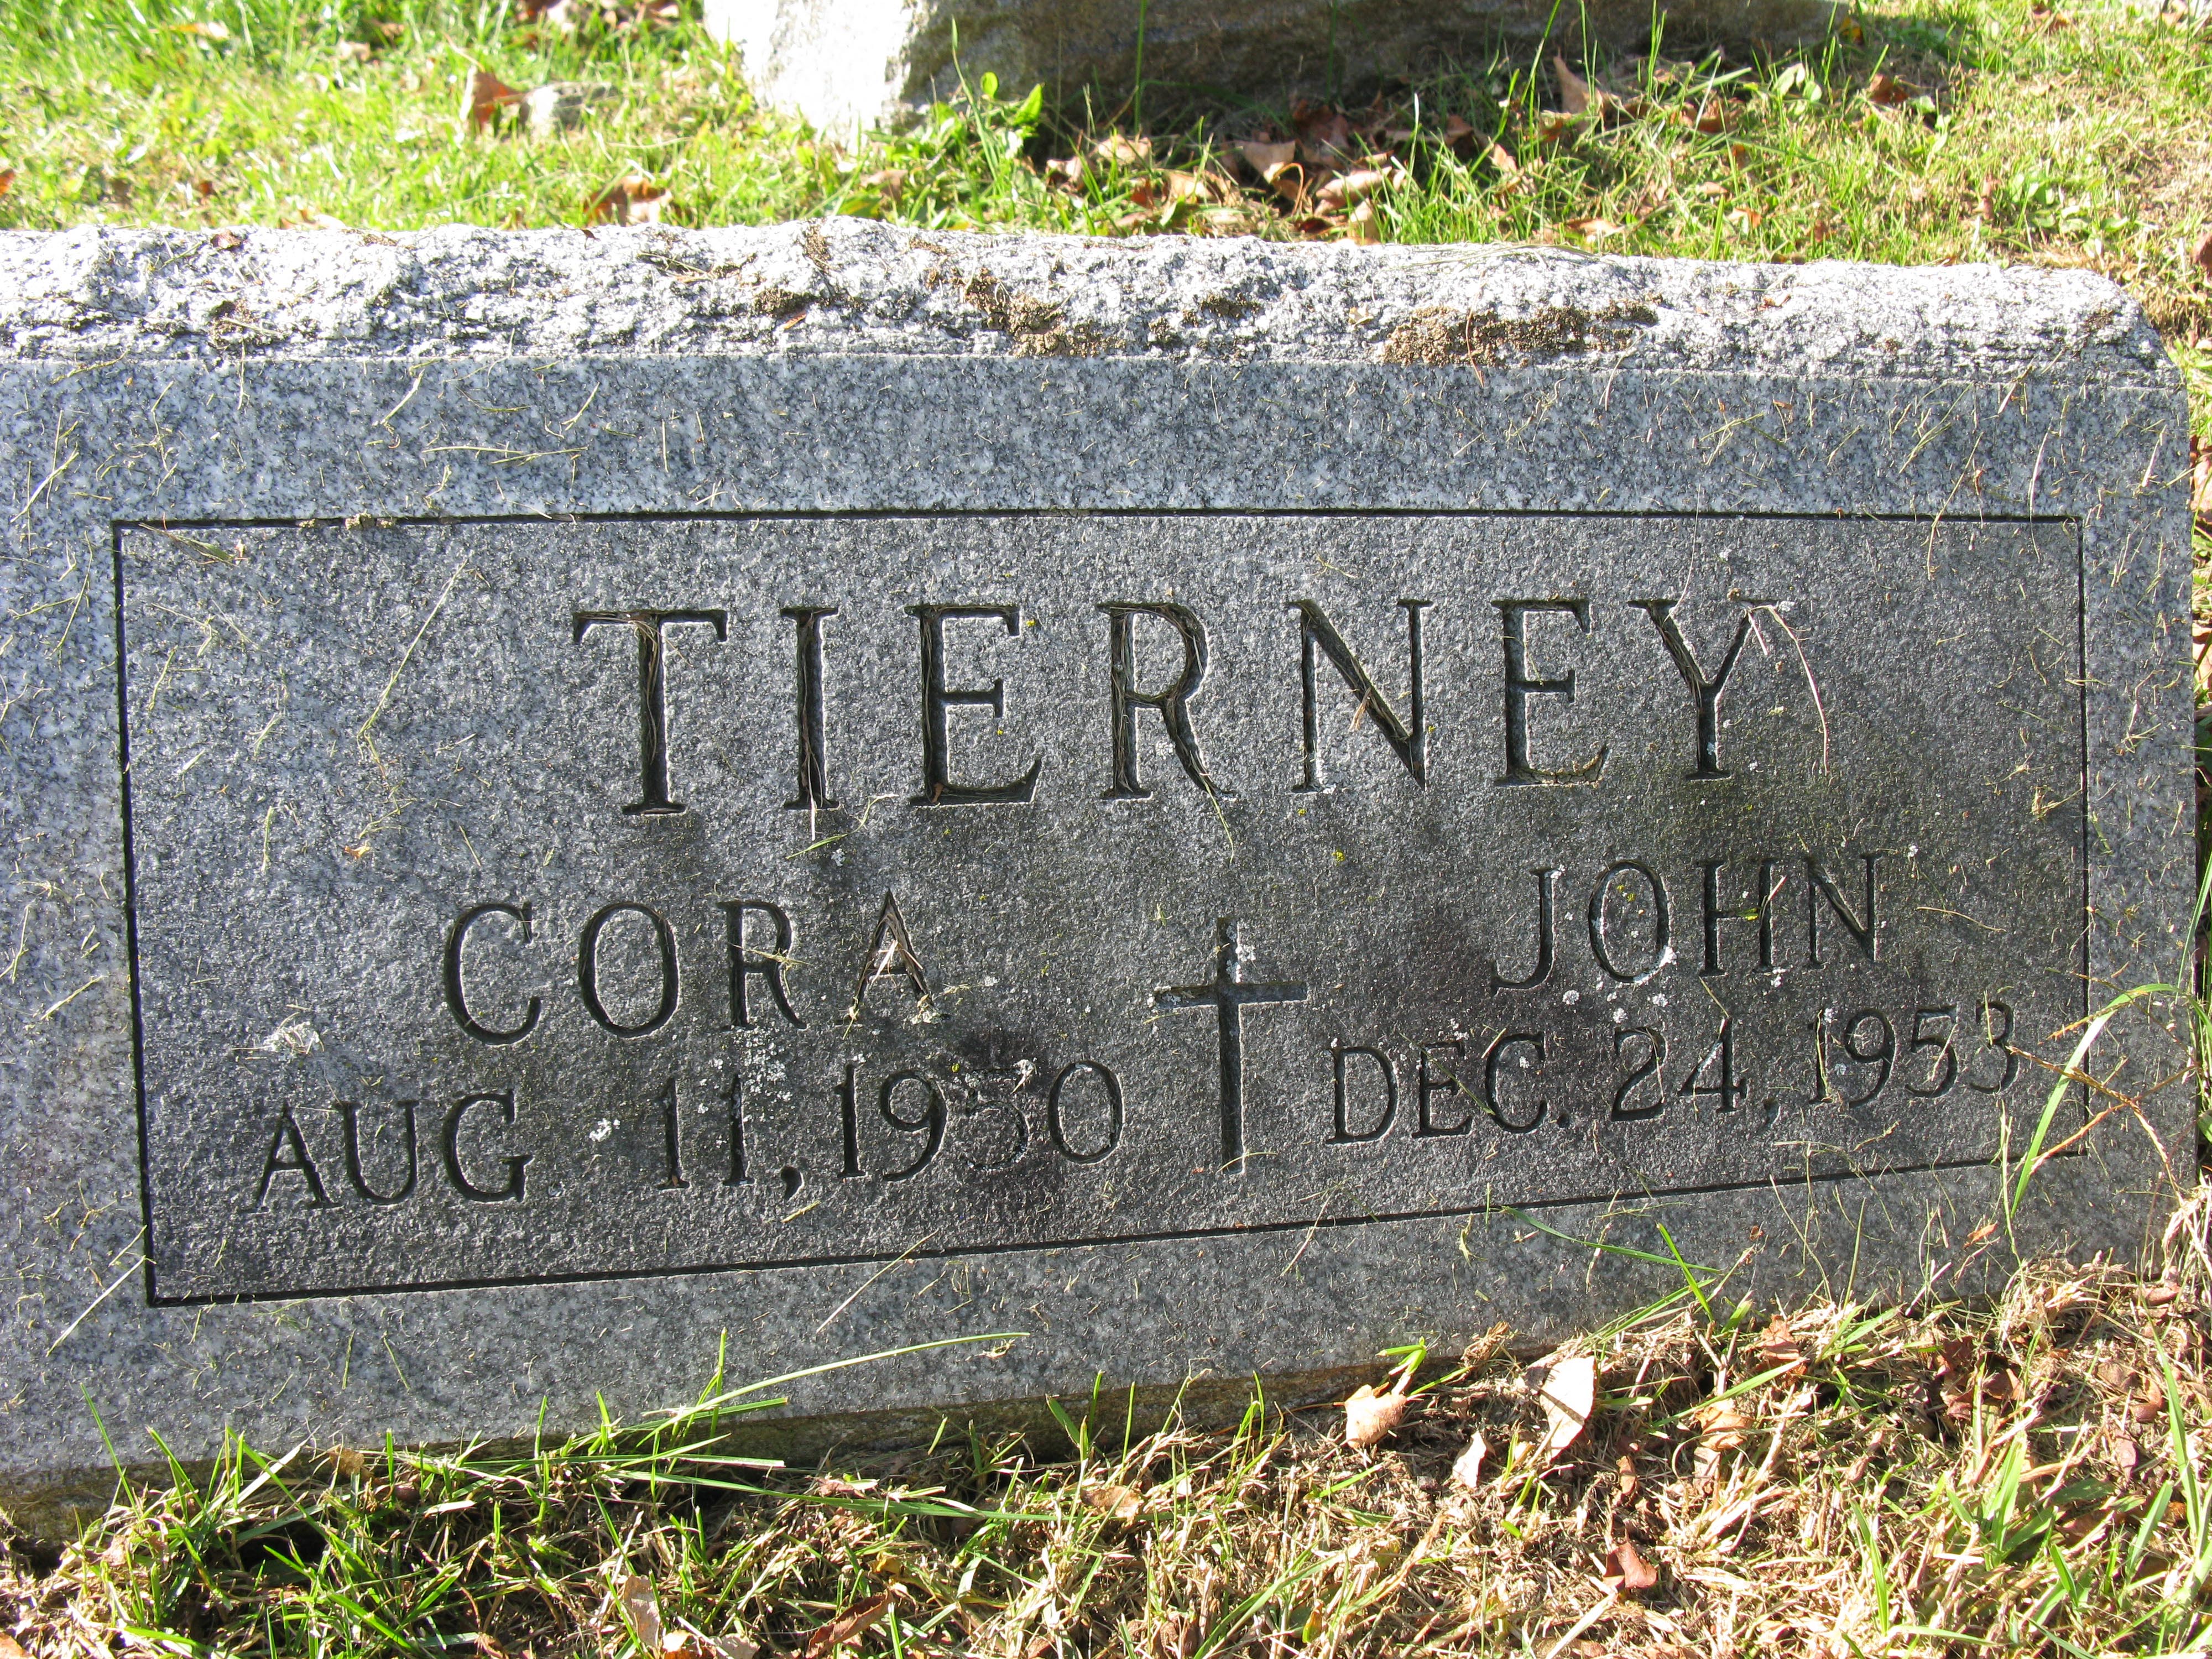 TIERNEY
CORA
AUG. 11, 1950
JOHN
DEC. 24, 1953